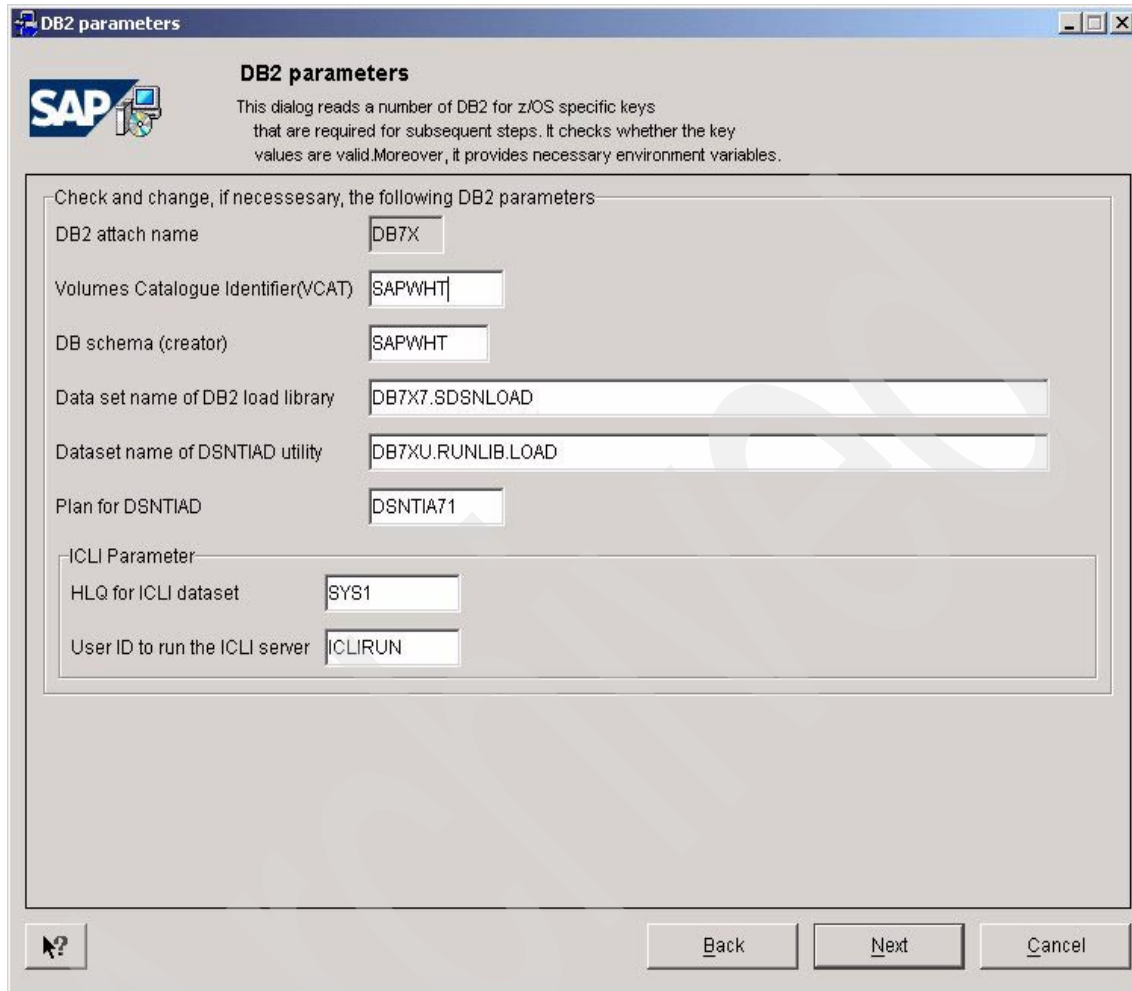 DB2 parameters
SAP
DB2 parameters
This dialog reads a number of DB2 for z/OS specific keys
that are required for subsequent steps. It checks whether the key
values are valid.Moreover, it provides necessary environment variables.
Check and change, if necessesary, the following DB2 parameters
DB2 attach name DB7X
Volumes Catalogue Identifier(VCAT) SAPWHT
DB schema (creator) SAPWHT
Data set name of DB2 load library DB7X7.SDSNLOAD
Dataset name of DSNTIAD utility DB7XU.RUNLIB.LOAD
Plan for DSNTIAD DSNTIA71
ICLI Parameter
HLQ for ICLI dataset SYS1
User ID to run the ICLI server ICLIRUN
? Back Next Cancel